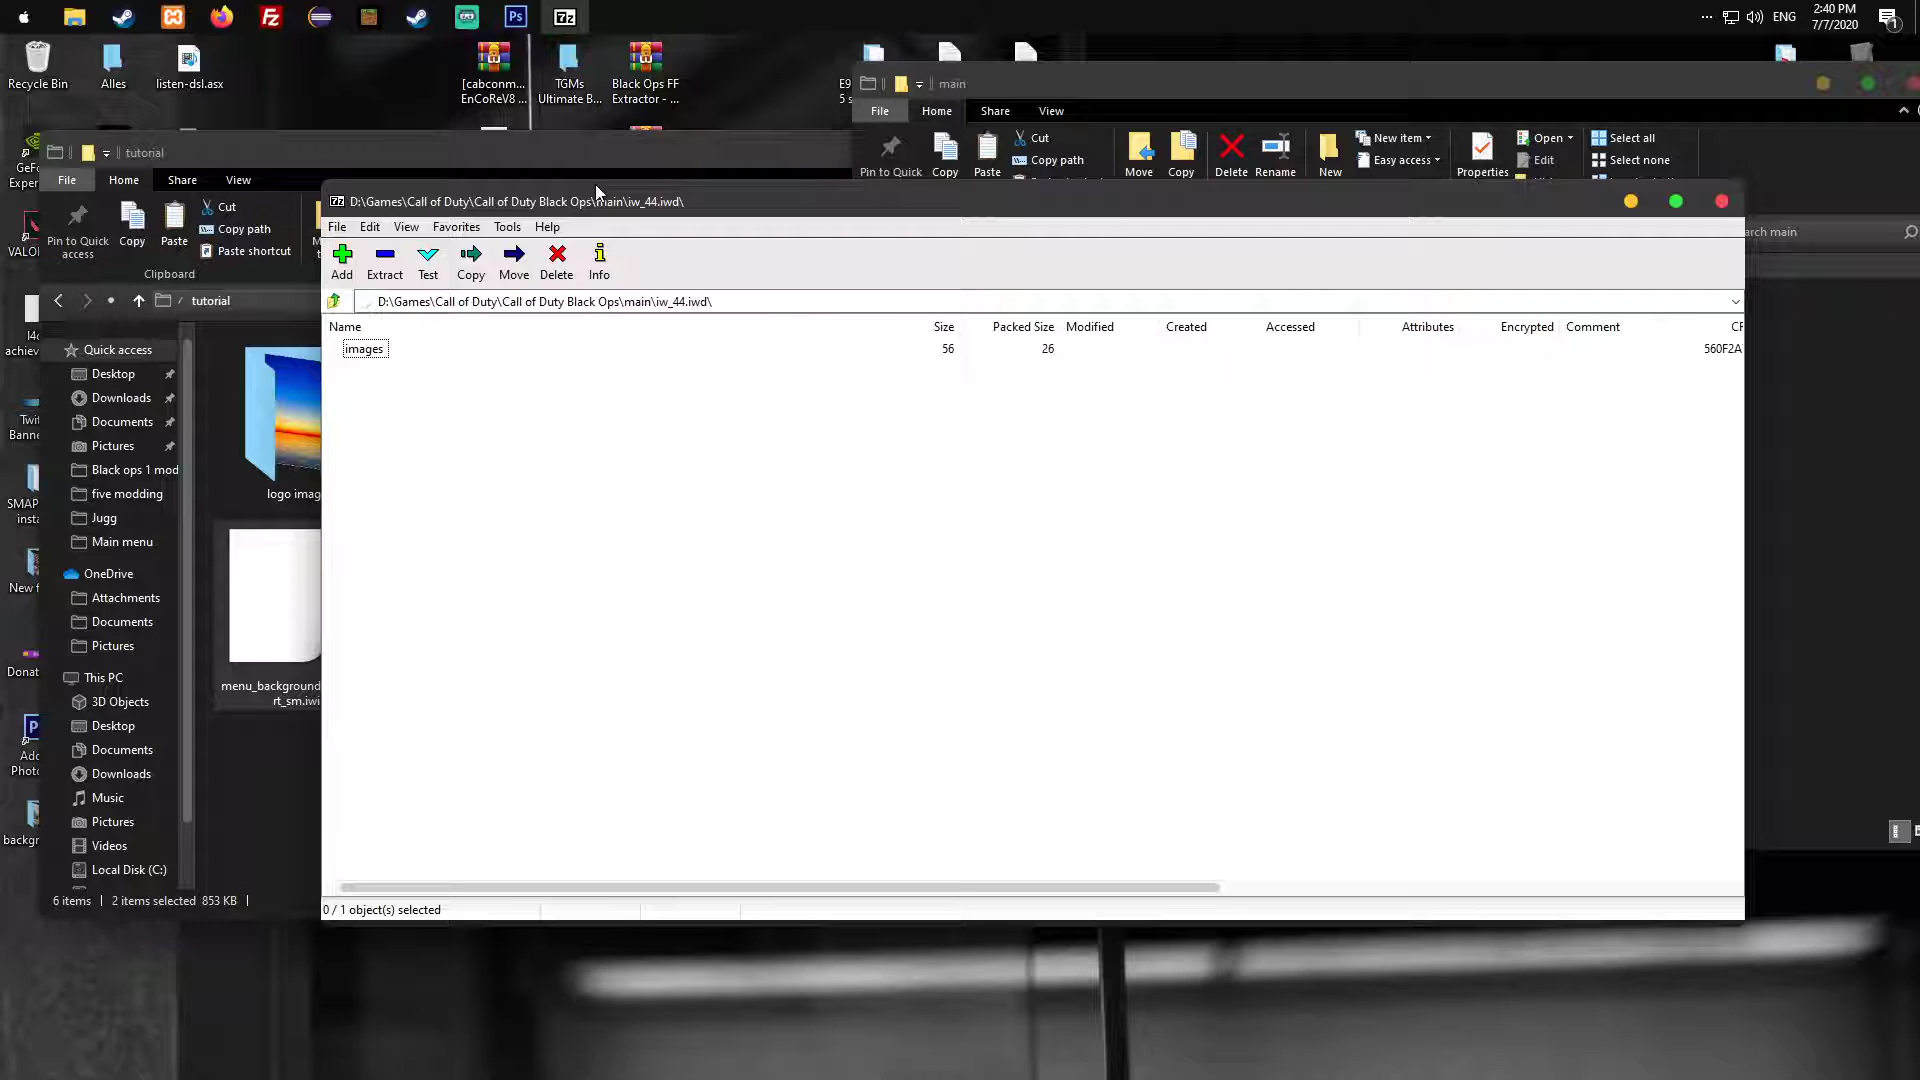 ENG
2:40 PM
7/7/2020
1
Recycle Bin
Alles
listen-dsl.asx
[cabconm...
EnCoReV8 ...
TGMs
Ultimate B...
Black Ops FF
Extractor - ...
main
File
Home
Share
View
Cut
Copy path
Pin to Quick
Copy
Paste
Move
Copy
Delete
Rename
New
New item
Easy access
Properties
Open
Edit
Select all
Select none
arch main
tutorial
File
Home
Share
View
Pin to Quick
access
Copy
Paste
Cut
Copy path
Paste shortcut
Clipboard
tutorial
Quick access
Desktop
Downloads
Documents
Pictures
Black ops 1 mod
five modding
Jugg
Main menu
OneDrive
Attachments
Documents
Pictures
This PC
3D Objects
Desktop
Documents
Downloads
Music
Pictures
Videos
Local Disk (C:)
logo imag
menu_background
rt_sm.iwi
6 items
2 items selected 853 KB
D:\Games\Call of Duty\Call of Duty Black Ops\main\iw_44.iwd\
File Edit View Favorites Tools Help
Add Extract Test Copy Move Delete Info
D:\Games\Call of Duty\Call of Duty Black Ops\main\iw_44.iwd\
Name Size Packed Size Modified Created Accessed Attributes Encrypted Comment
images 56 26 560F2A
0 / 1 object(s) selected